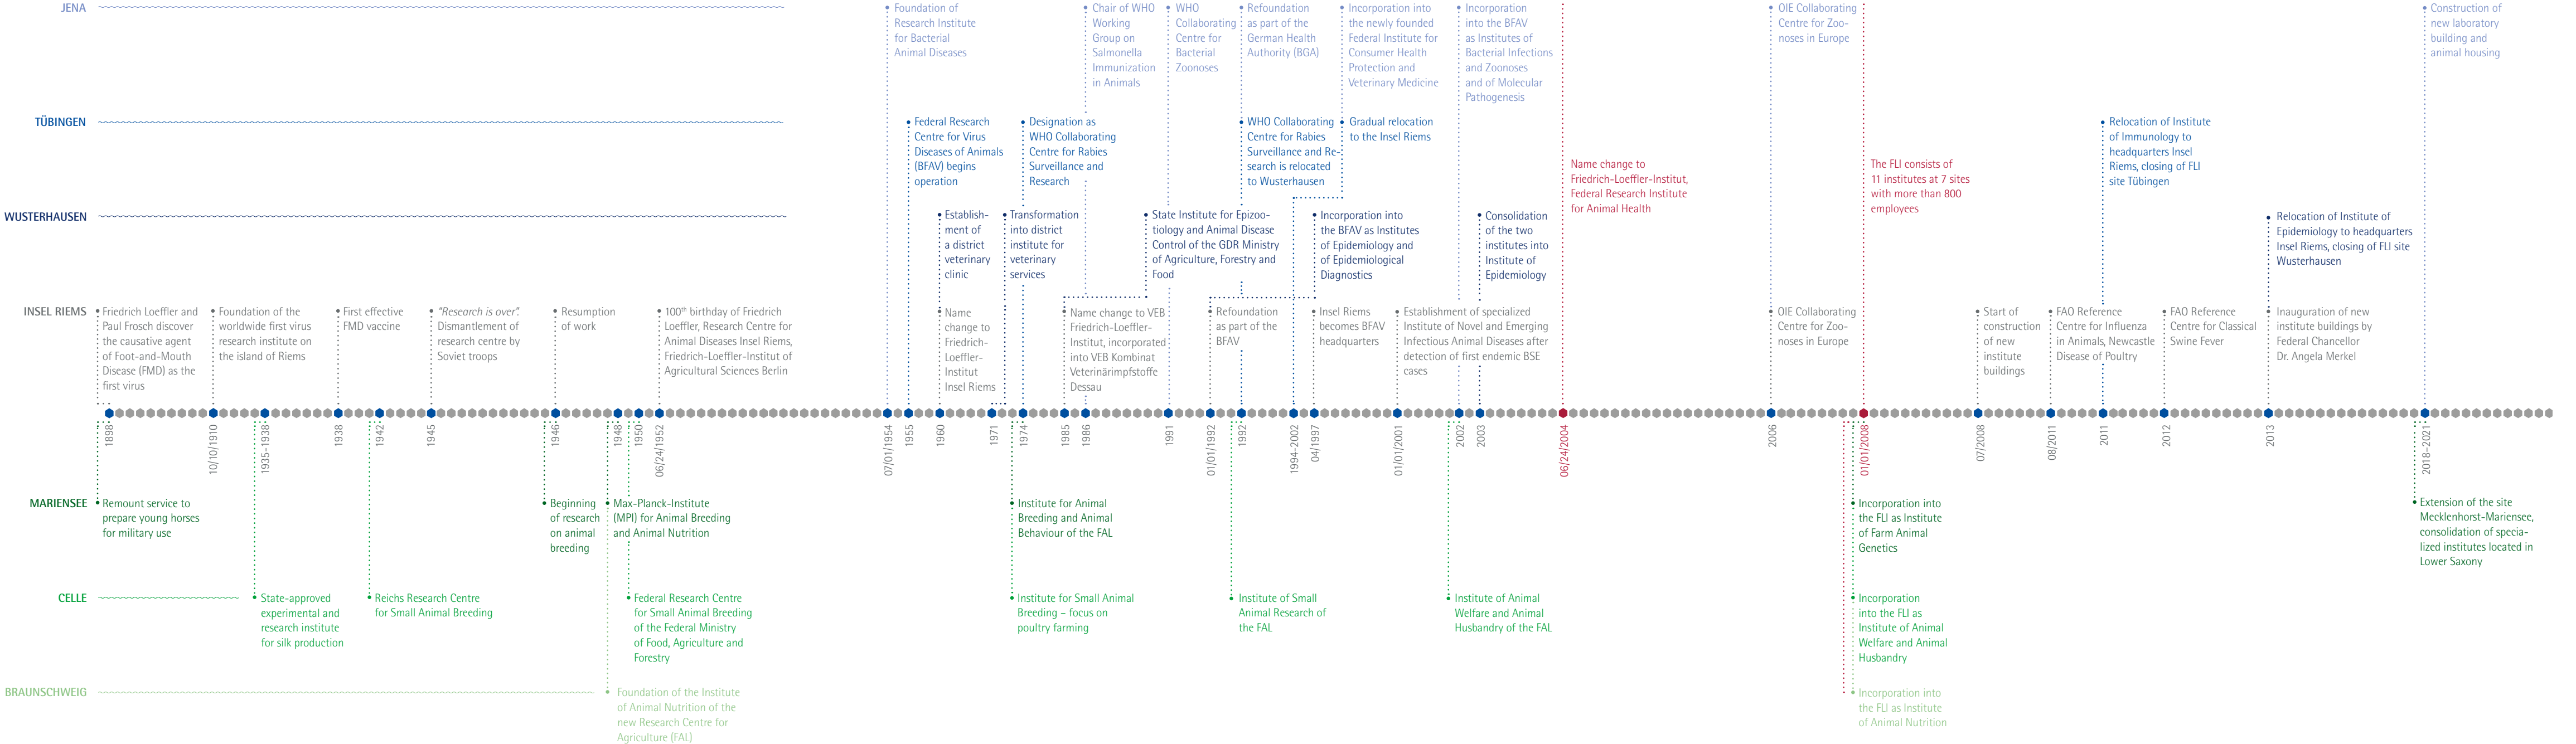 JENA
Foundation of
Research Institute
for Bacterial
Animal Diseases
Chair of WHO
Working
Group on
Salmonella
Immunization
in Animals
WHO
Collaborating
Centre for
Bacterial
Zoonoses
Refoundation
as part of the
German Health
Authority (BGA)
Incorporation into
the newly founded
Federal Institute for
Consumer Health
Protection and
Veterinary Medicine
Incorporation
into the BFAV
as Institutes of
Bacterial Infections
and Zoonoses
and of Molecular
Pathogenesis
OIE Collaborating
Centre for Zoo-
noses in Europe
Construction of
new laboratory
building and
animal housing
TÜBINGEN
Federal Research
Centre for Virus
Diseases of Animals
(BFAV) begins
operation
Designation as
WHO Collaborating
Centre for Rabies
Surveillance and
Research
WHO Collaborating
Centre for Rabies
Surveillance and Re-
search is relocated
to Wusterhausen
Gradual relocation
to the Insel Riems
Relocation of Institute
of Immunology to
headquarters Insel
Riems, closing of FLI
site Tübingen
Name change to
Friedrich-Loeffler-Institut,
Federal Research Institute
for Animal Health
The FLI consists of
11 institutes at 7 sites
with more than 800
employees
WUSTERHAUSEN
Establish-
ment of
a district
veterinary
clinic
Transformation
into district
institute for
veterinary
services
State Institute for Epizoo-
tiology and Animal Disease
Control of the GDR Ministry
of Agriculture, Forestry and
Food
Incorporation into
the BFAV as Institutes
of Epidemiology and
of Epidemiological
Diagnostics
Consolidation
of the two
institutes into
Institute of
Epidemiology
Relocation of Institute of
Epidemiology to headquarters
Insel Riems, closing of FLI site
Wusterhausen
INSEL RIEMS
Friedrich Loeffler and
Paul Frosch discover
the causative agent
of Foot-and-Mouth
Disease (FMD) as the
first virus
Foundation of the
worldwide first virus
research institute on
the island of Riems
First effective
FMD vaccine
"Research is over".
Dismantlement of
research centre by
Soviet troops
Resumption
of work
100th birthday of Friedrich
Loeffler, Research Centre for
Animal Diseases Insel Riems,
Friedrich-Loeffler-Institut of
Agricultural Sciences Berlin
Name
change to
Friedrich-
Loeffler-
Institut
Insel Riems
Name change to VEB
Friedrich-Loeffler-
Institut, incorporated
into VEB Kombinat
Veterinärimpfstoffe
Dessau
Refoundation
as part of the
BFAV
Insel Riems
becomes BFAV
headquarters
Establishment of specialized
Institute of Novel and Emerging
Infectious Animal Diseases after
detection of first endemic BSE
cases
OIE Collaborating
Centre for Zoo-
noses in Europe
Start of
construction
of new
institute
buildings
FAO Reference
Centre for Influenza
in Animals, Newcastle
Disease of Poultry
FAO Reference
Centre for Classical
Swine Fever
Inauguration of new
institute buildings by
Federal Chancellor
Dr. Angela Merkel
1898
10/10/1910
1935-1938
1938
1942
1945
1946
1948
1950
06/24/1952
07/01/1954
1955
1960
1971
1974
1985
1986
1991
01/01/1992
1992
1994-2002
04/1997
01/01/2001
2002
2003
06/24/2004
2006
01/01/2008
07/2008
08/2011
2011
2012
2013
2018-2021
MARIENSEE
Remount service to
prepare young horses
for military use
Beginning
of research
on animal
breeding
Max-Planck-Institute
(MPI) for Animal Breeding
and Animal Nutrition
Institute for Animal
Breeding and Animal
Behaviour of the FAL
Incorporation into
the FLI as Institute
of Farm Animal
Genetics
Extension of the site
Mecklenhorst-Mariensee,
consolidation of specia-
lized institutes located in
Lower Saxony
CELLE
State-approved
experimental and
research institute
for silk production
Reichs Research Centre
for Small Animal Breeding
Federal Research Centre
for Small Animal Breeding
of the Federal Ministry
of Food, Agriculture and
Forestry
Institute for Small Animal
Breeding – focus on
poultry farming
Institute of Small
Animal Research of
the FAL
Institute of Animal
Welfare and Animal
Husbandry of the FAL
Incorporation
into the FLI as
Institute of Animal
Welfare and Animal
Husbandry
BRAUNSCHWEIG
Foundation of the Institute
of Animal Nutrition of the
new Research Centre for
Agriculture (FAL)
Incorporation into
the FLI as Institute
of Animal Nutrition